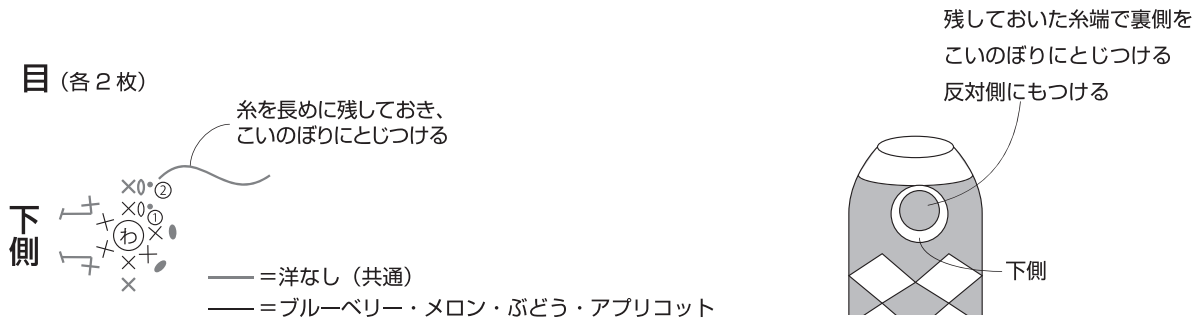 目（各２枚）
糸を長めに残しておき、
こいのぼりにとじつける
②
①
わ
下側
＝洋なし（共通）
＝ブルーベリー・メロン・ぶどう・アプリコット
残しておいた糸端で裏側を
こいのぼりにとじつける
反対側にもつける
下側